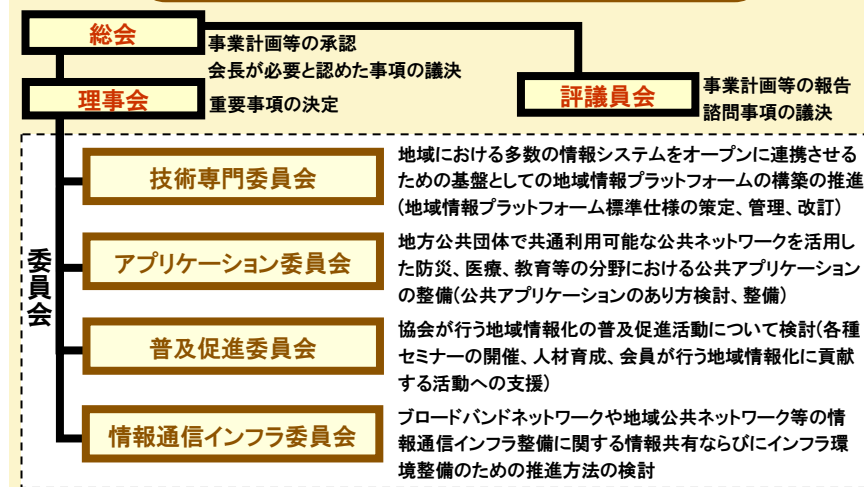 総会
事業計画等の承認
会長が必要と認めた事項の議決
理事会
重要事項の決定
評議員会
事業計画等の報告
諮問事項の議決
委員会
技術専門委員会
地域における多数の情報システムをオープンに連携させる
ための基盤としての地域情報プラットフォームの構築の推進
(地域情報プラットフォーム標準仕様の策定、管理、改訂)
アプリケーション委員会
地方公共団体で共通利用可能な公共ネットワークを活用し
た防災、医療、教育等の分野における公共アプリケーション
の整備(公共アプリケーションのあり方検討、整備)
普及促進委員会
協会が行う地域情報化の普及促進活動について検討(各種
セミナーの開催、人材育成、会員が行う地域情報化に貢献
する活動への支援)
情報通信インフラ委員会
ブロードバンドネットワークや地域公共ネットワーク等の情
報通信インフラ整備に関する情報共有ならびにインフラ環
境整備のための推進方法の検討